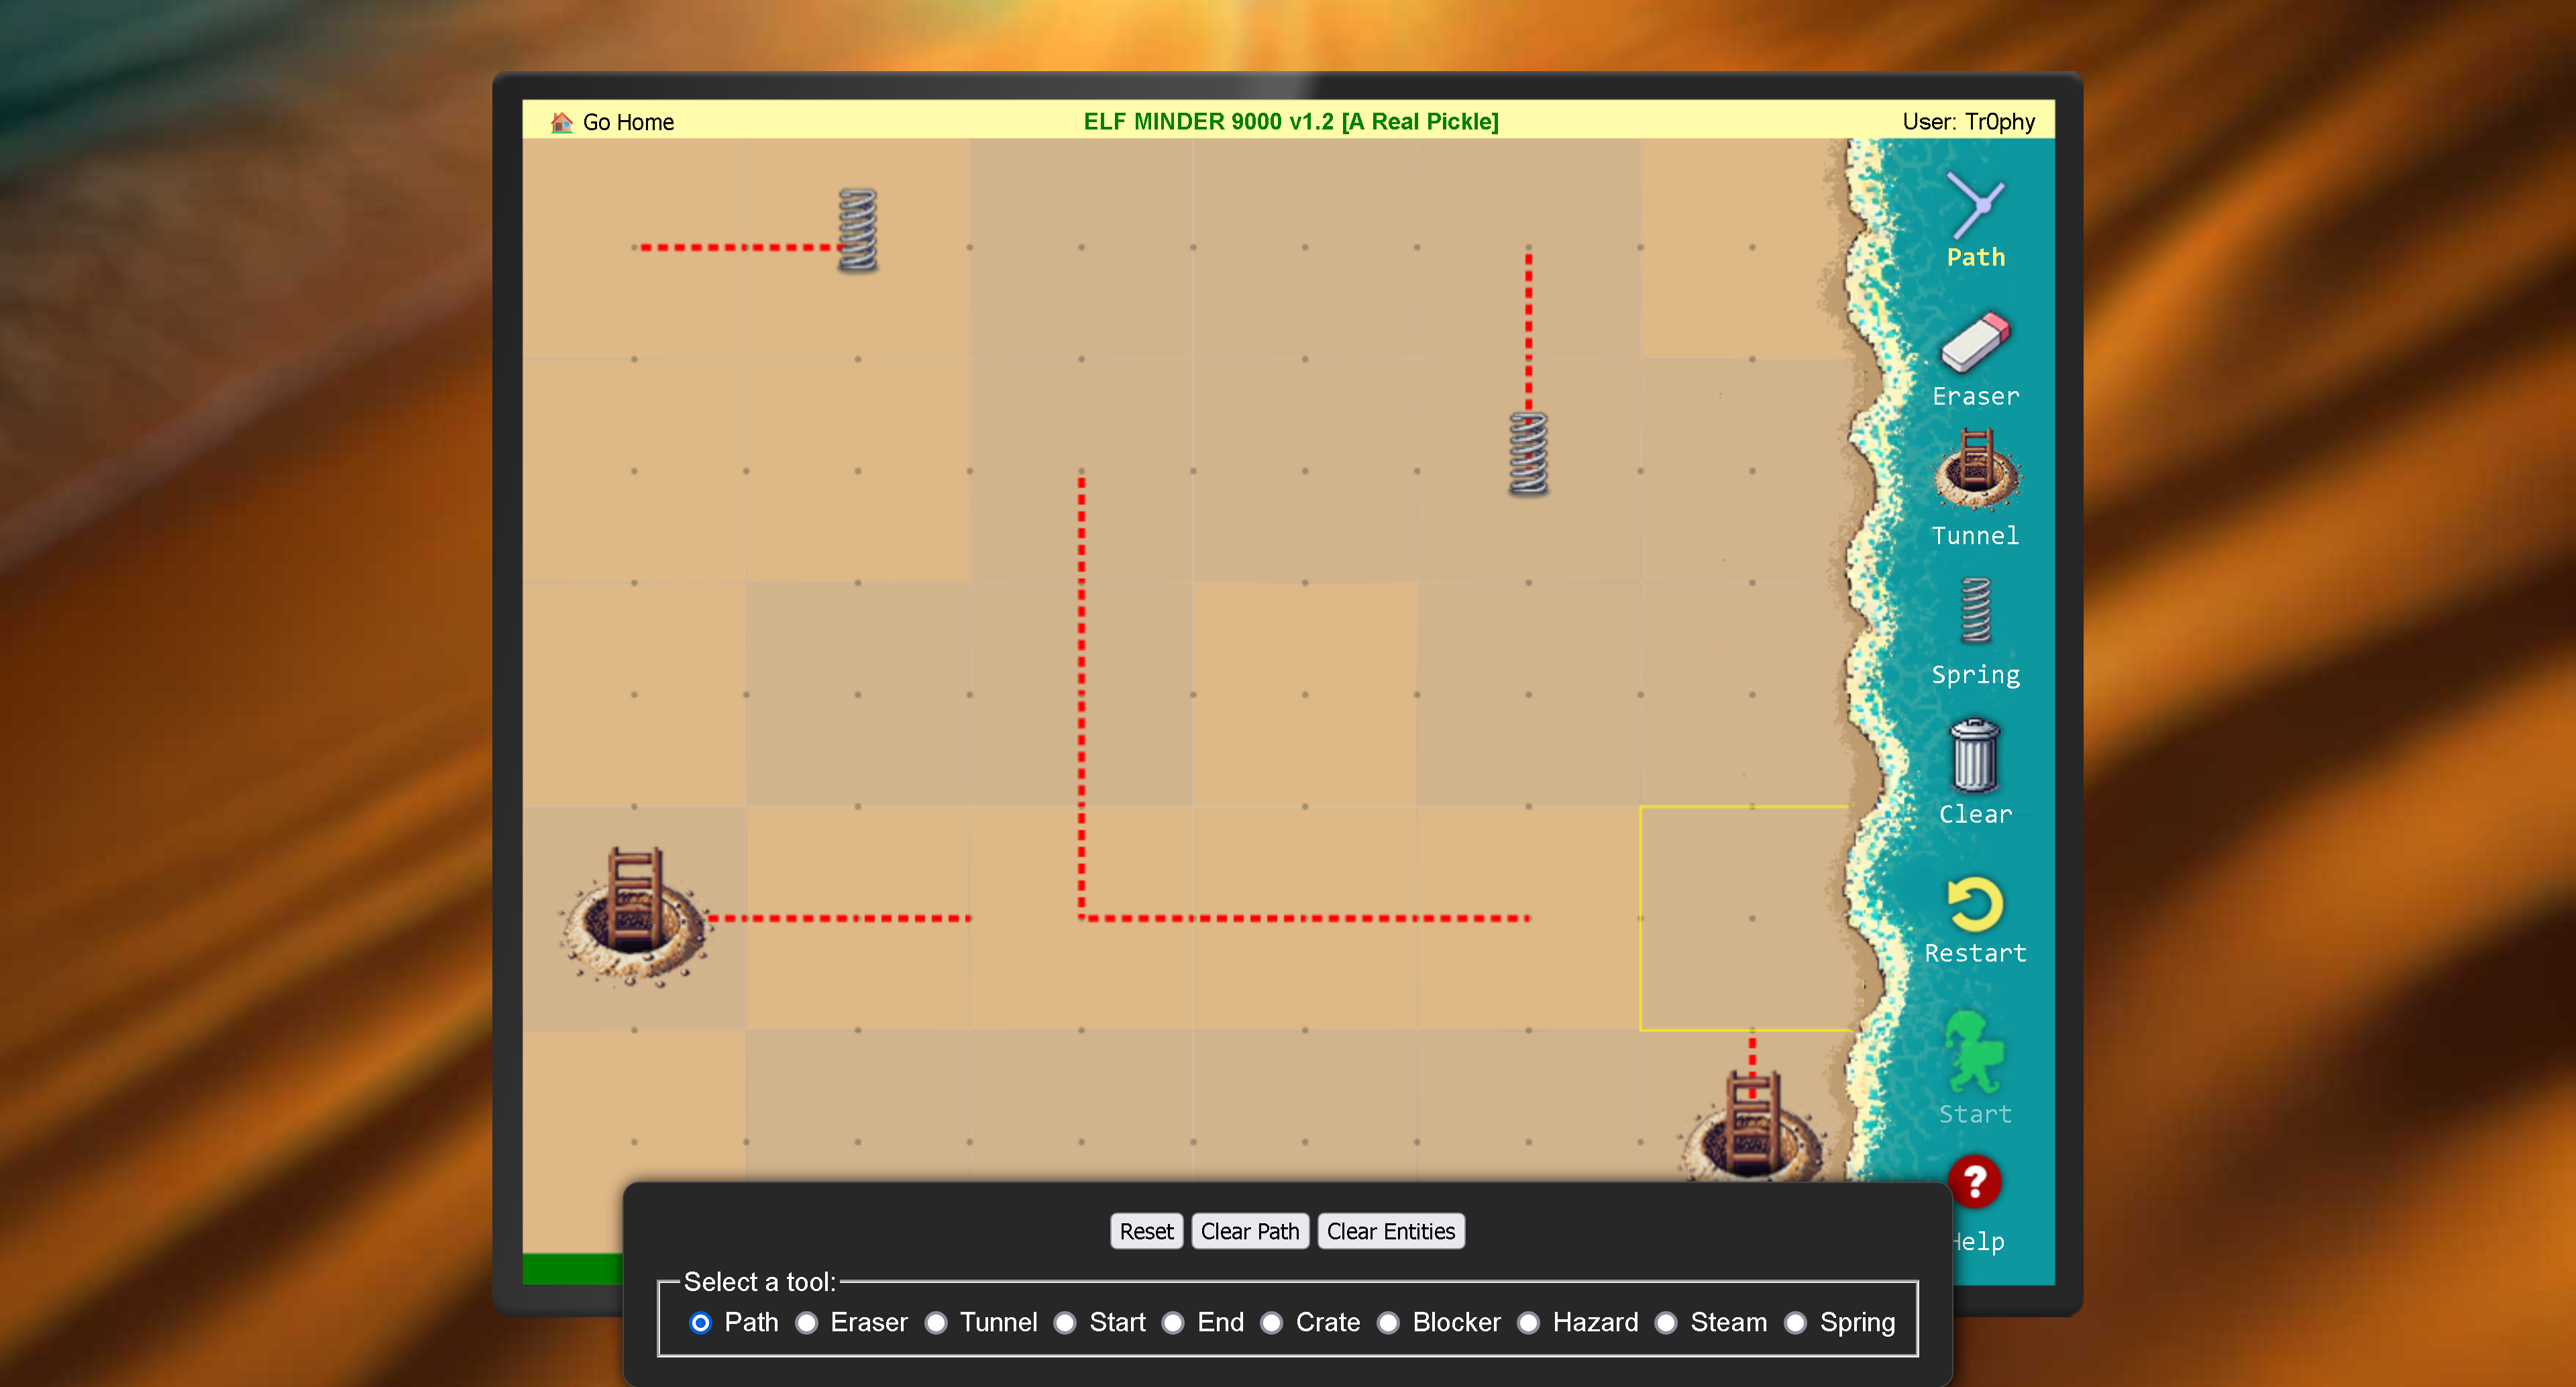 Go Home
ELF MINDER 9000 v1.2 [A Real Pickle]
User: Tr0phy
Path
Eraser
Tunnel
Spring
Clear
Restart
Start
?
Help
Reset
Clear Path
Clear Entities
Select a tool:
Path Eraser Tunnel Start End Crate Blocker Hazard Steam Spring